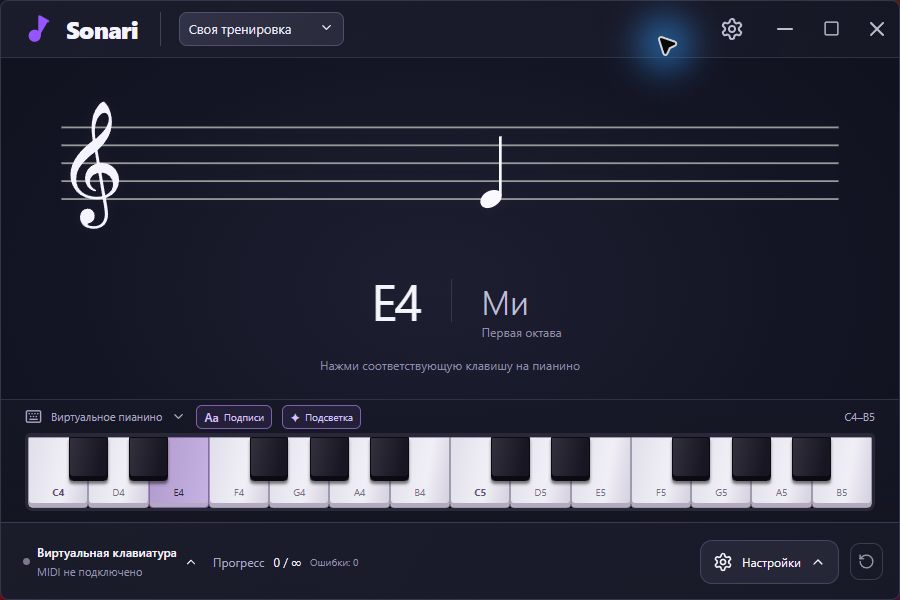 Sonari
Своя тренировка
E4
Ми
Первая октава
Нажми соответствующую клавишу на пианино
Виртуальное пианино
Aa Подписи
Подсветка
C4–B5
C4 D4 E4 F4 G4 A4 B4 C5 D5 E5 F5 G5 A5 B5
Виртуальная клавиатура
MIDI не подключено
Прогресс 0 / ∞ Ошибки: 0
Настройки